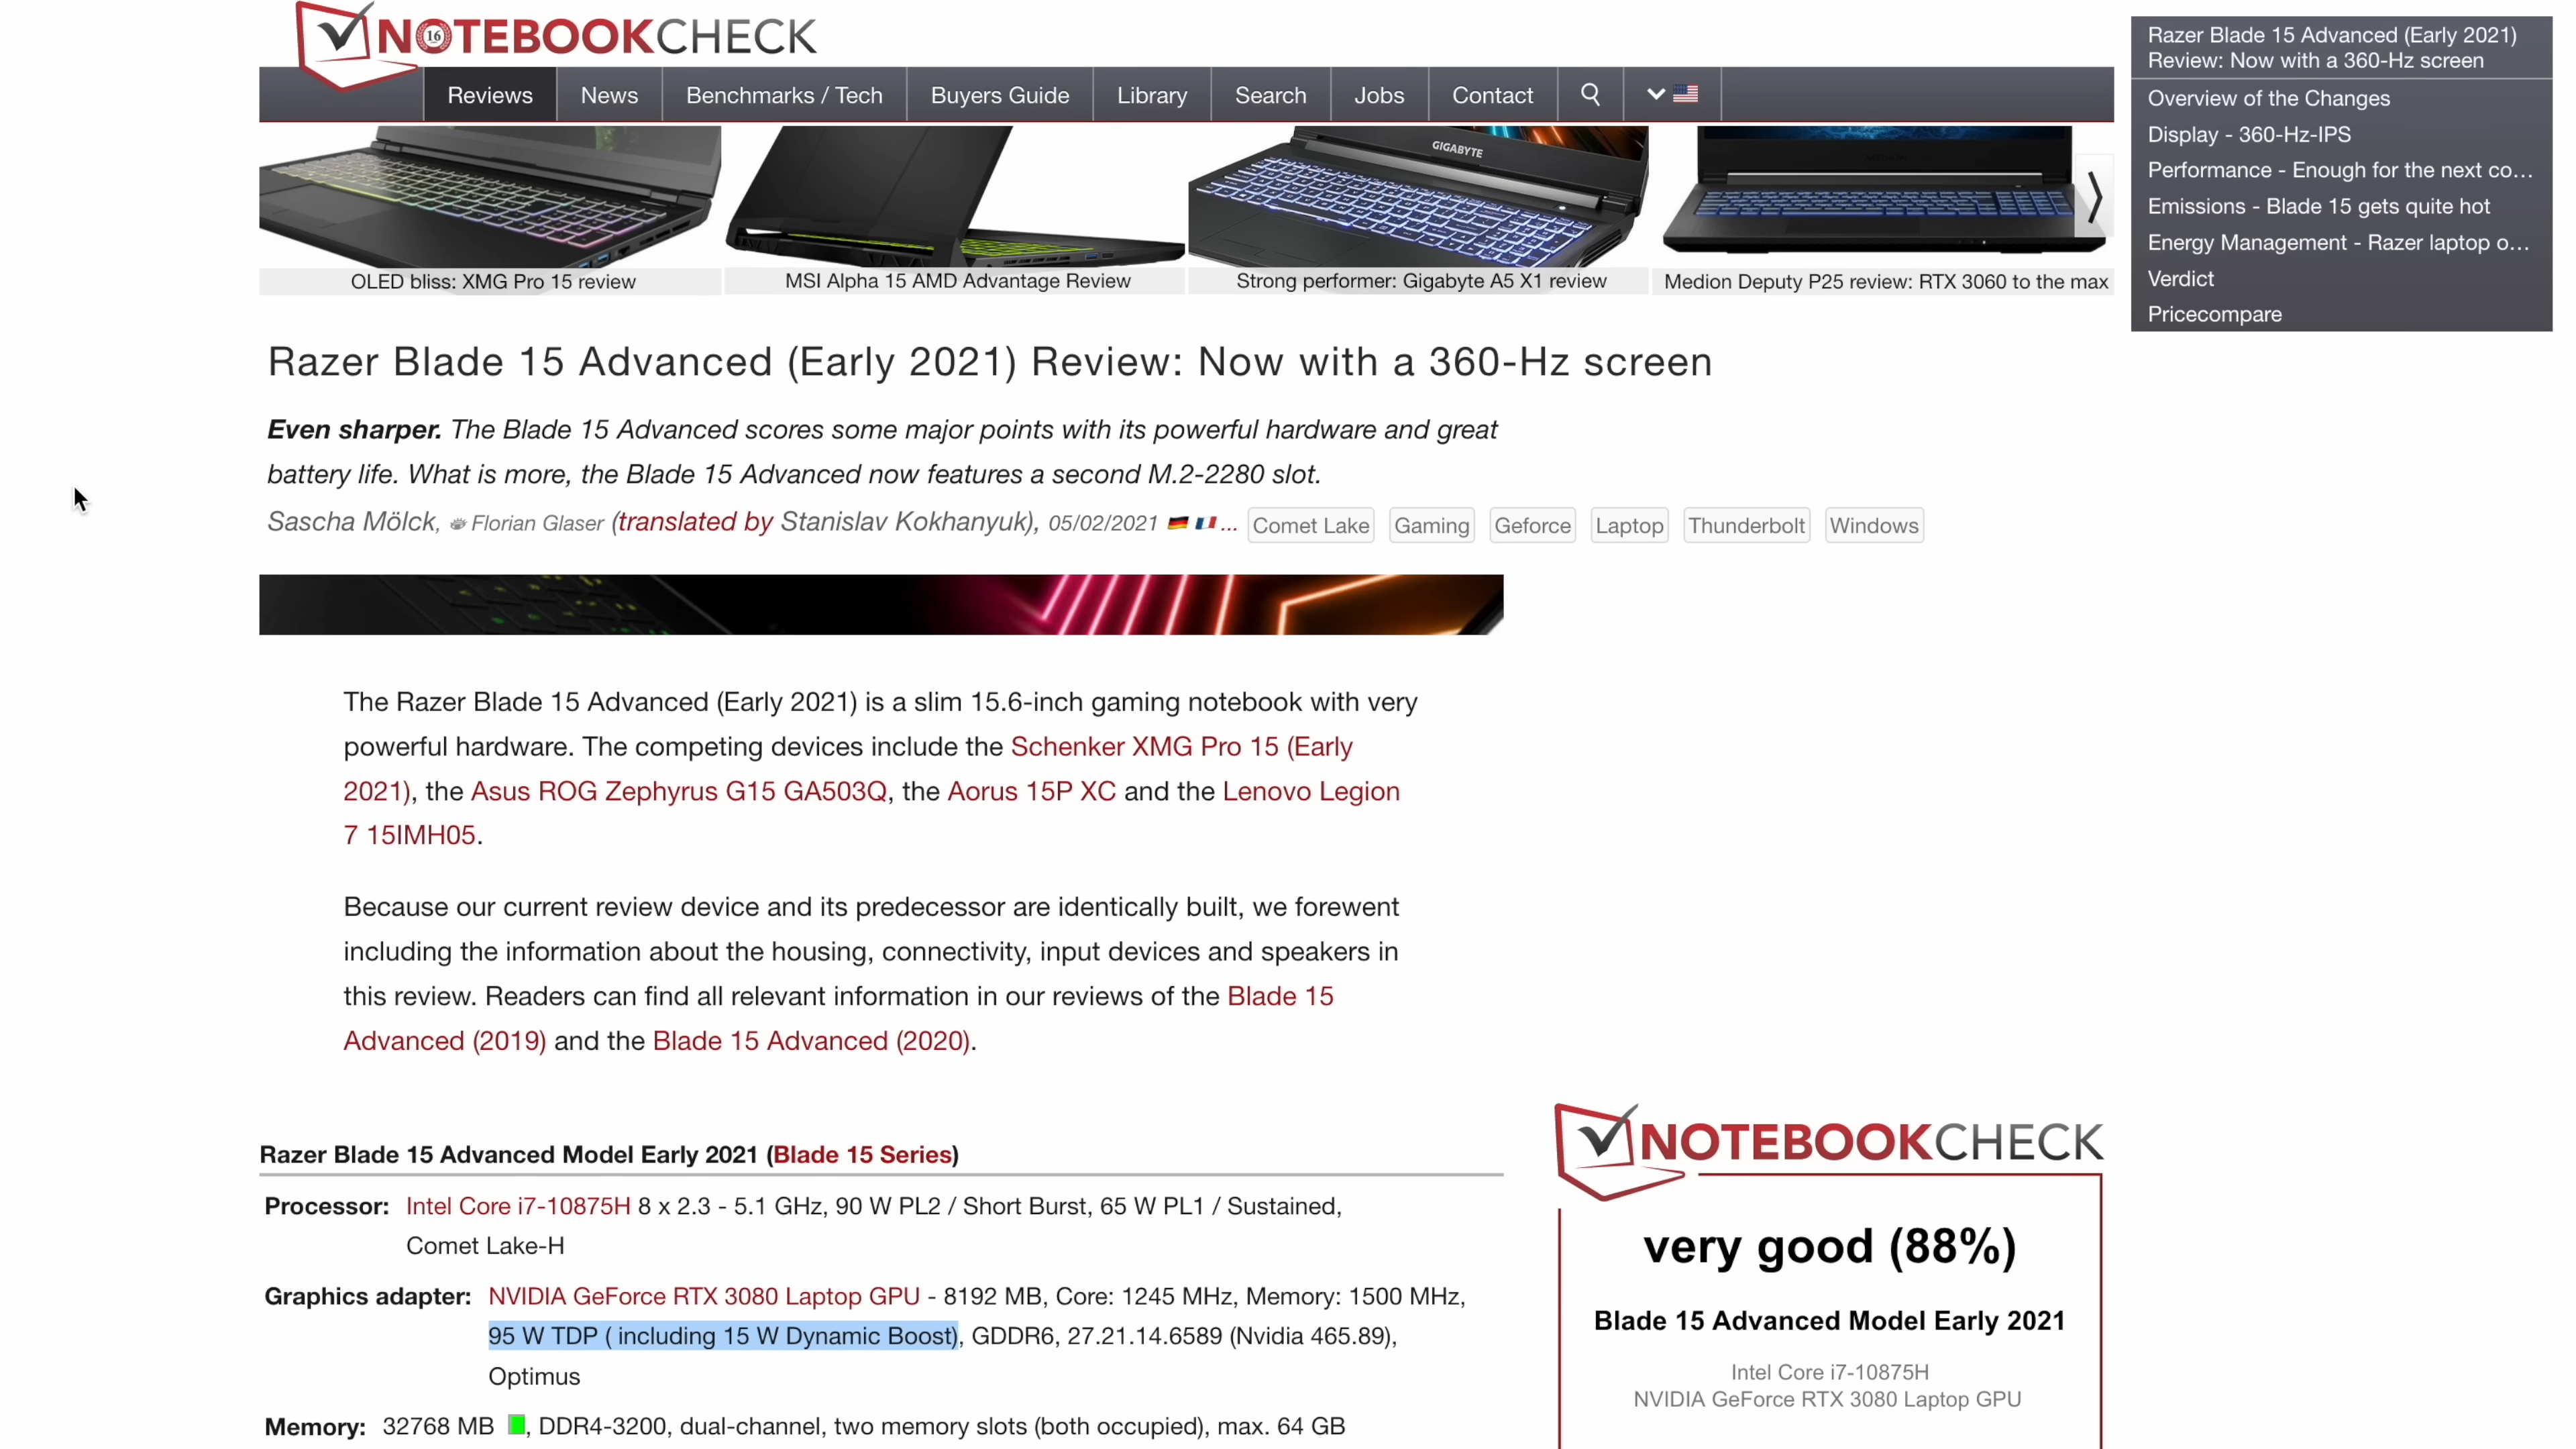 NOTEBOOKCHECK
16
Reviews
News
Benchmarks / Tech
Buyers Guide
Library
Search
Jobs
Contact
GIGABYTE
OLED bliss: XMG Pro 15 review
MSI Alpha 15 AMD Advantage Review
Strong performer: Gigabyte A5 X1 review
Medion Deputy P25 review: RTX 3060 to the max
Razer Blade 15 Advanced (Early 2021)
Review: Now with a 360-Hz screen
Overview of the Changes
Display - 360-Hz-IPS
Performance - Enough for the next co...
Emissions - Blade 15 gets quite hot
Energy Management - Razer laptop o...
Verdict
Pricecompare
Razer Blade 15 Advanced (Early 2021) Review: Now with a 360-Hz screen
Even sharper. The Blade 15 Advanced scores some major points with its powerful hardware and great
battery life. What is more, the Blade 15 Advanced now features a second M.2-2280 slot.
Sascha Mölck, Florian Glaser (translated by Stanislav Kokhanyuk), 05/02/2021 ... Comet Lake Gaming Geforce Laptop Thunderbolt Windows
The Razer Blade 15 Advanced (Early 2021) is a slim 15.6-inch gaming notebook with very
powerful hardware. The competing devices include the Schenker XMG Pro 15 (Early
2021), the Asus ROG Zephyrus G15 GA503Q, the Aorus 15P XC and the Lenovo Legion
7 15IMH05.
Because our current review device and its predecessor are identically built, we forewent
including the information about the housing, connectivity, input devices and speakers in
this review. Readers can find all relevant information in our reviews of the Blade 15
Advanced (2019) and the Blade 15 Advanced (2020).
Razer Blade 15 Advanced Model Early 2021 (Blade 15 Series)
Processor: Intel Core i7-10875H 8 x 2.3 - 5.1 GHz, 90 W PL2 / Short Burst, 65 W PL1 / Sustained,
Comet Lake-H
Graphics adapter: NVIDIA GeForce RTX 3080 Laptop GPU - 8192 MB, Core: 1245 MHz, Memory: 1500 MHz,
95 W TDP ( including 15 W Dynamic Boost), GDDR6, 27.21.14.6589 (Nvidia 465.89),
Optimus
Memory: 32768 MB , DDR4-3200, dual-channel, two memory slots (both occupied), max. 64 GB
NOTEBOOKCHECK
very good (88%)
Blade 15 Advanced Model Early 2021
Intel Core i7-10875H
NVIDIA GeForce RTX 3080 Laptop GPU